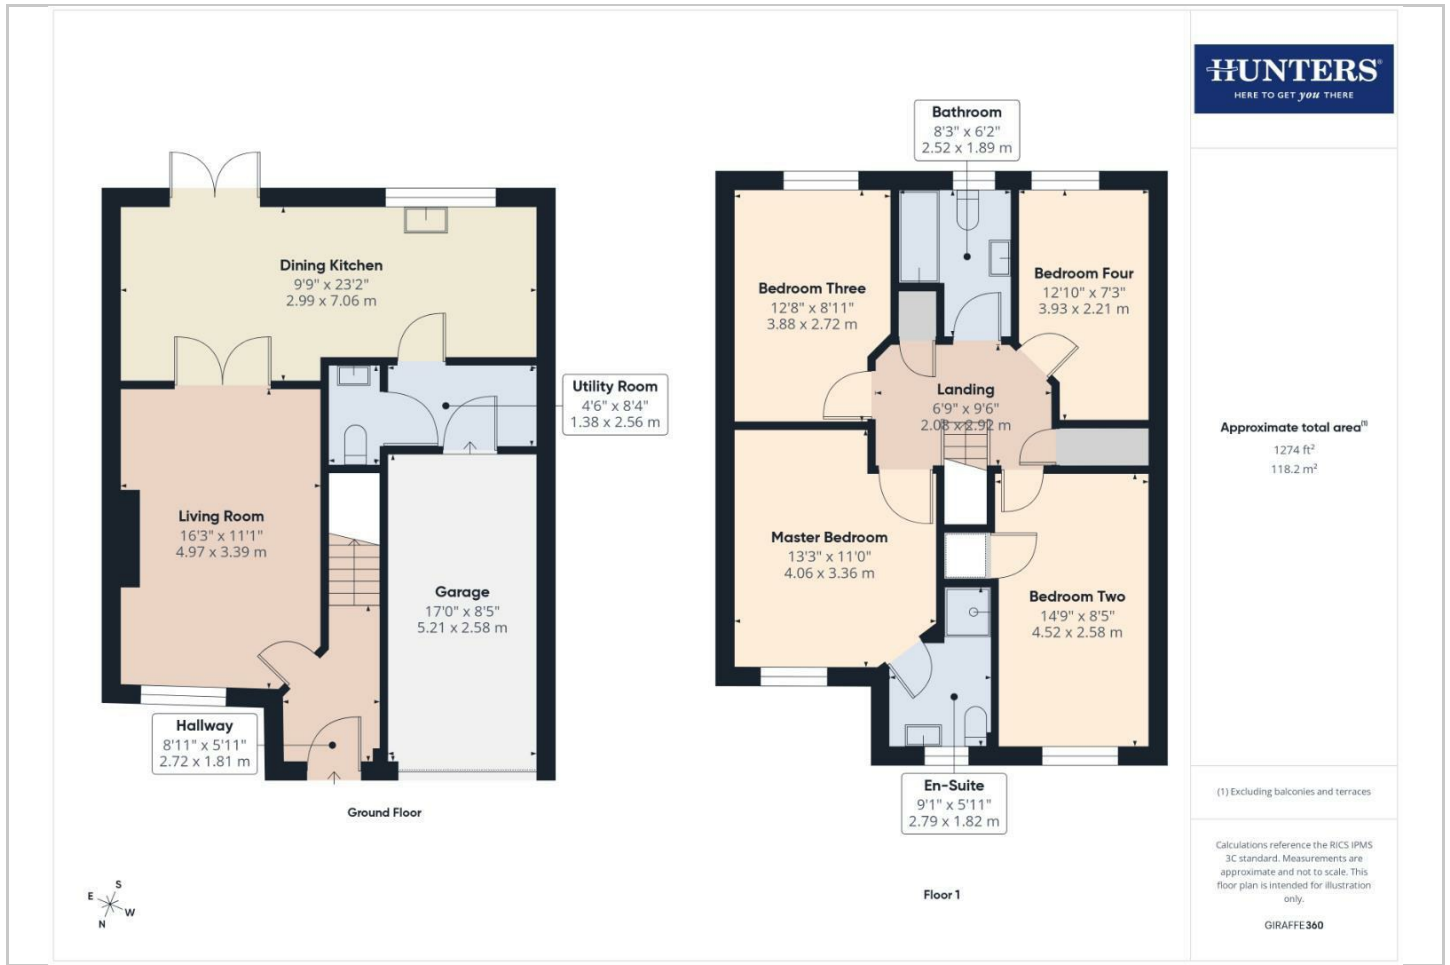 HUNTERS®
HERE TO GET you THERE
Bathroom
8'3" x 6'2"
2.52 x 1.89 m
Dining Kitchen
9'9" x 23'2"
2.99 x 7.06 m
Utility Room
4'6" x 8'4"
1.38 x 2.56 m
Living Room
16'3" x 11'1"
4.97 x 3.39 m
Garage
17'0" x 8'5"
5.21 x 2.58 m
Hallway
8'11" x 5'11"
2.72 x 1.81 m
Ground Floor
Bedroom Three
12'8" x 8'11"
3.88 x 2.72 m
Bedroom Four
12'10" x 7'3"
3.93 x 2.21 m
Landing
6'9" x 9'6"
2.08 x 2.92 m
Master Bedroom
13'3" x 11'0"
4.06 x 3.36 m
Bedroom Two
14'9" x 8'5"
4.52 x 2.58 m
En-Suite
9'1" x 5'11"
2.79 x 1.82 m
Floor 1
S
E
W
N
Approximate total area(1)
1274 ft²
118.2 m²
(1) Excluding balconies and terraces
Calculations reference the RICS IPMS
3C standard. Measurements are
approximate and not to scale. This
floor plan is intended for illustration
only.
GIRAFFE360